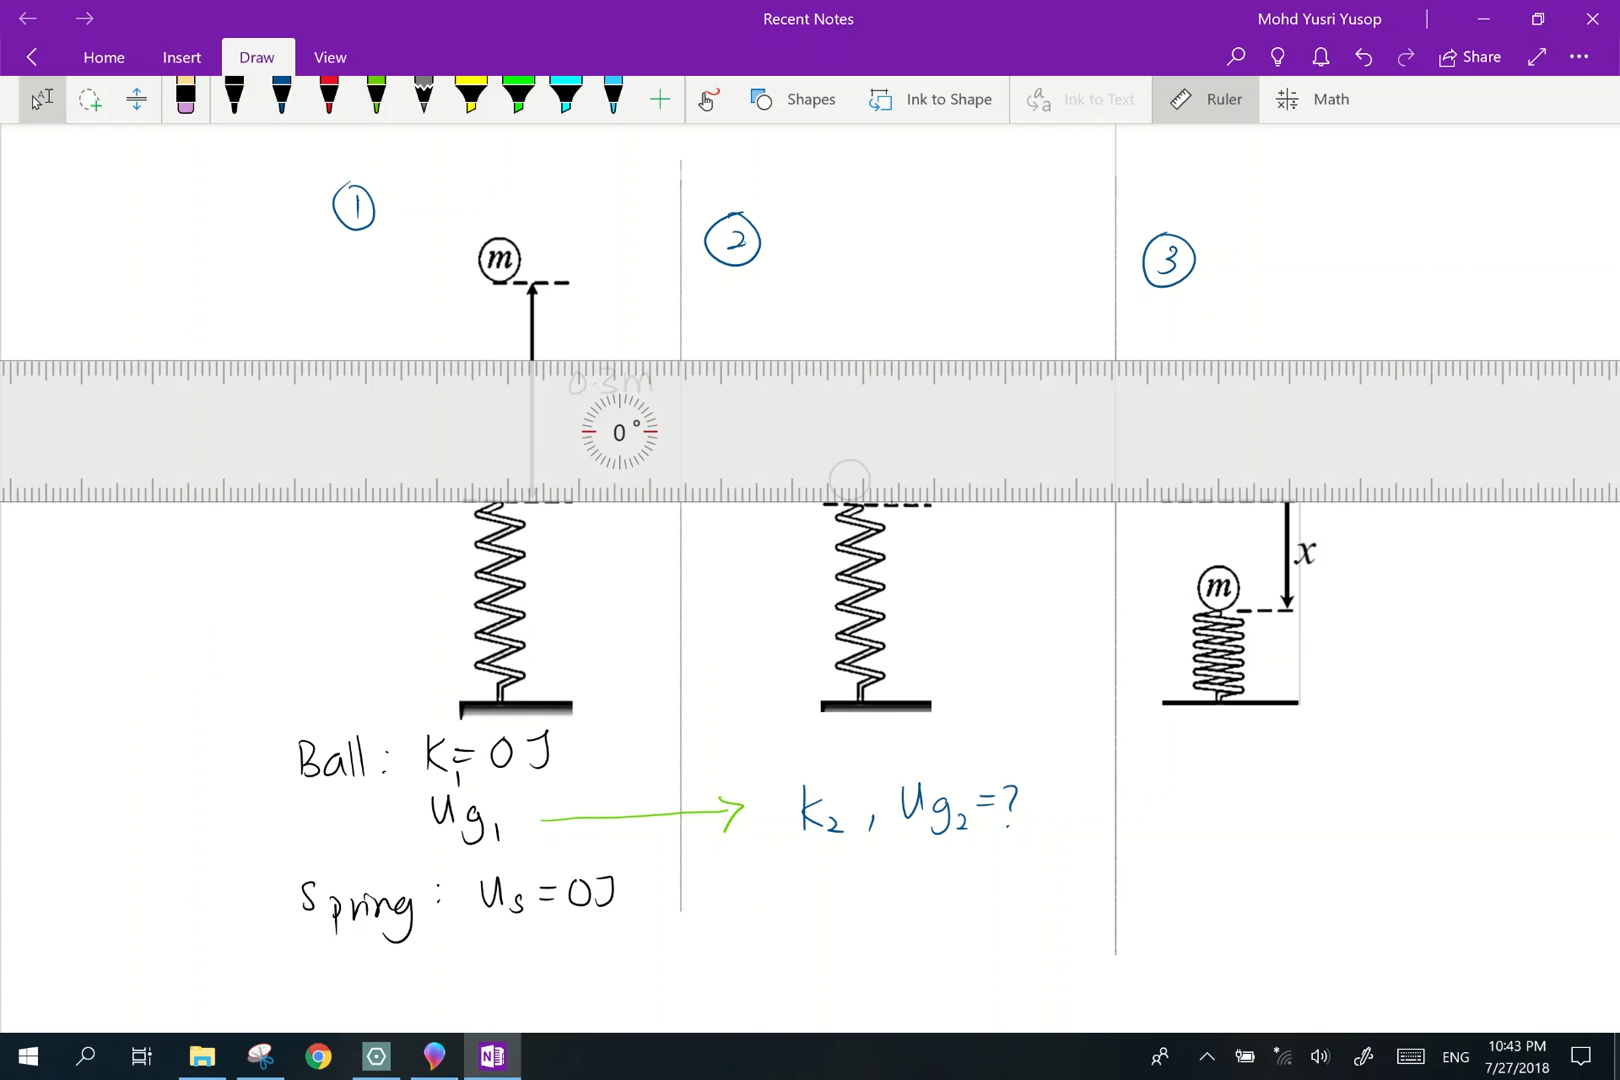 Recent Notes
Mohd Yusri Yusop
Home Insert Draw View
Share
Shapes
Ink to Shape
Ink to Text
Ruler
Math
①
②
③
m
0.3m
0°
x
m
Ball: K₁= 0 J
Ug₁
K₂, Ug₂=?
Spring: Us = 0J
ENG
10:43 PM
7/27/2018